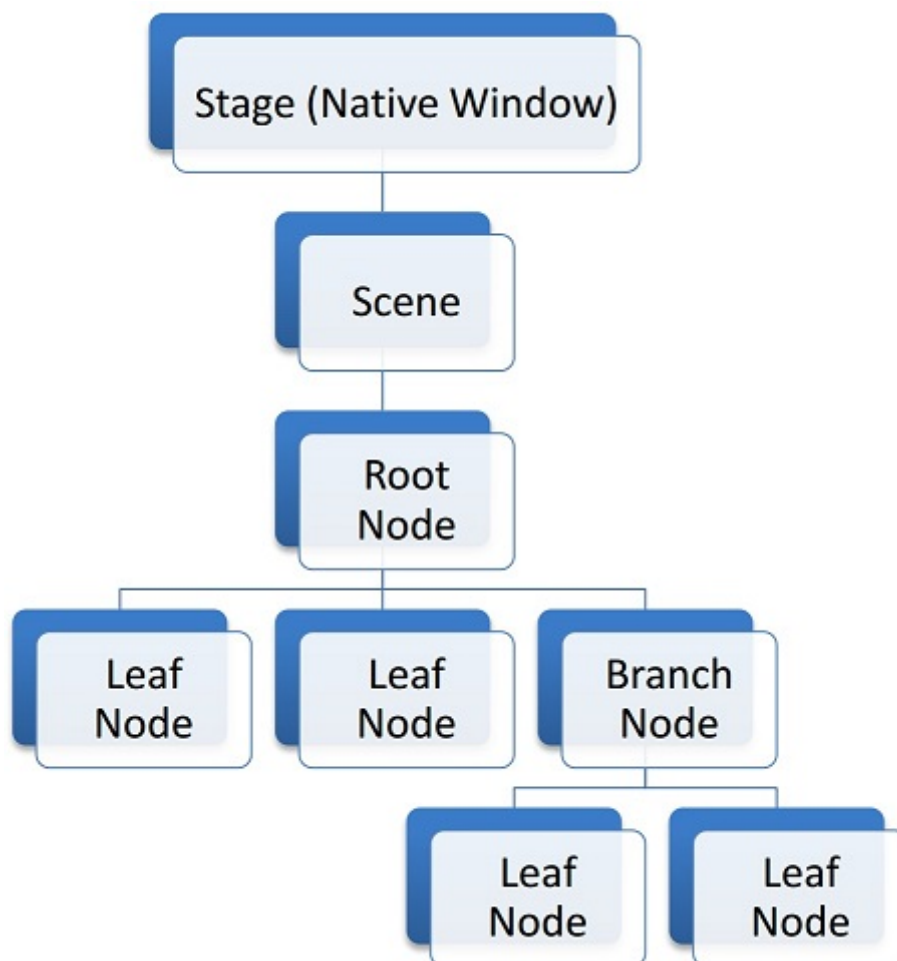 Stage (Native Window)
Scene
Root
Node
Leaf
Node
Leaf
Node
Branch
Node
Leaf
Node
Leaf
Node